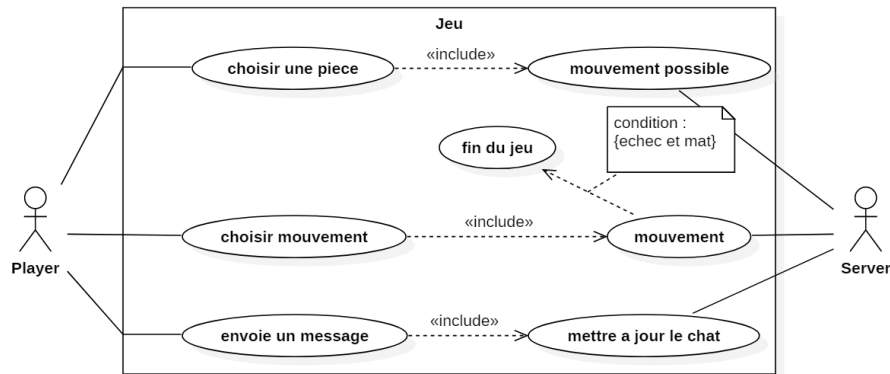 Jeu
choisir une piece
«include»
mouvement possible
condition :
{echec et mat}
fin du jeu
«include»
choisir mouvement
mouvement
Player
Server
«include»
envoie un message
mettre a jour le chat